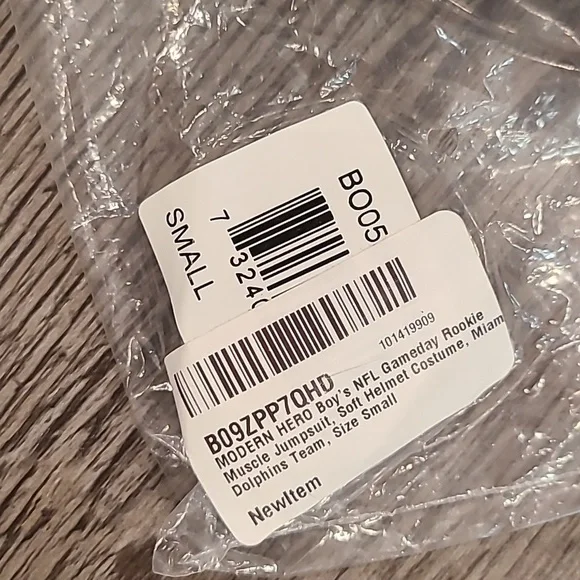 SMALL
7 3240
BO05
101419909
B09ZPP7QHD
MODERN HERO Boy's NFL Gameday Rookie
Muscle Jumpsuit, Soft Helmet Costume, Miam
Dolphins Team, Size Small
NewItem